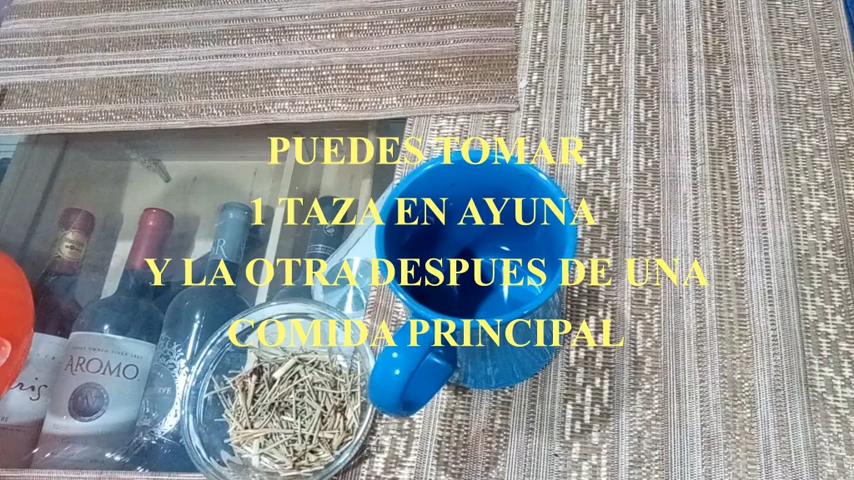 PUEDES TOMAR
1 TAZA EN AYUNA
Y LA OTRA DESPUES DE UNA
COMIDA PRINCIPAL
AROMO